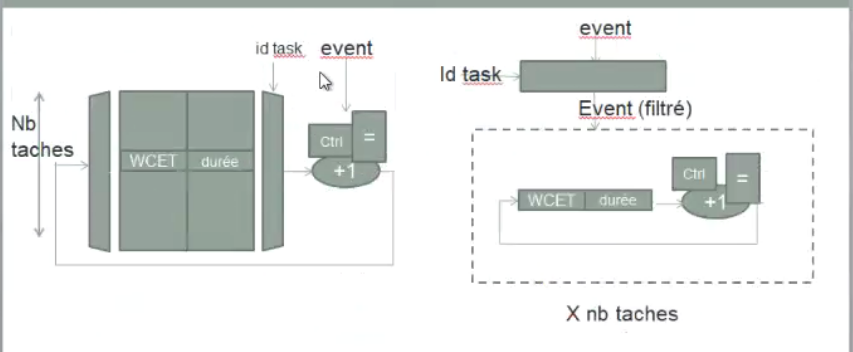 id task
event
Nb
taches
WCET
durée
Ctrl
=
+1
event
Id task
Event (filtré)
WCET
durée
Ctrl
=
+1
X nb taches